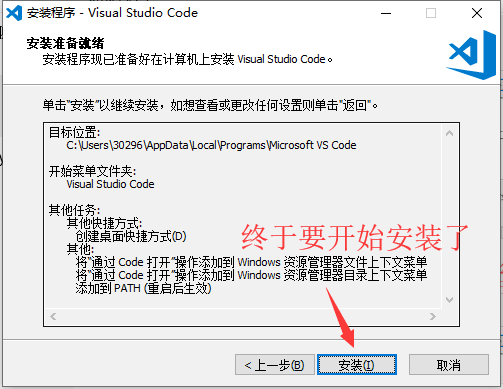 安装程序 - Visual Studio Code
安装准备就绪
安装程序现已准备好在计算机上安装 Visual Studio Code。
单击“安装”以继续安装，如想查看或更改任何设置则单击“返回”。
目标位置:
C:\Users\30296\AppData\Local\Programs\Microsoft VS Code
开始菜单文件夹:
Visual Studio Code
其他任务:
其他快捷方式:
创建桌面快捷方式(D)
其他:
将“通过 Code 打开”操作添加到 Windows 资源管理器文件上下文菜单
将“通过 Code 打开”操作添加到 Windows 资源管理器目录上下文菜单
添加到 PATH (重启后生效)
终于要开始安装了
< 上一步(B)
安装(I)
取消